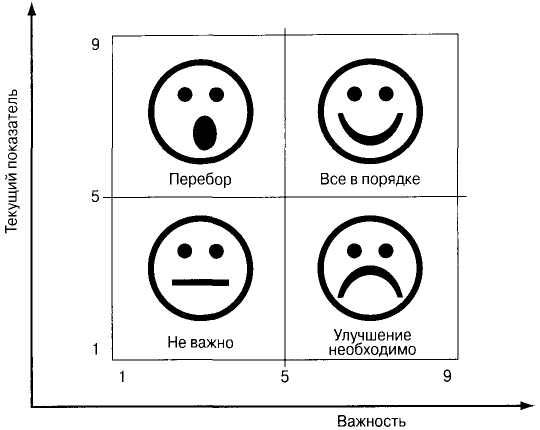 Текущий показатель
9
Перебор
Все в порядке
5
Не важно
Улучшение
необходимо
1
1
5
9
Важность